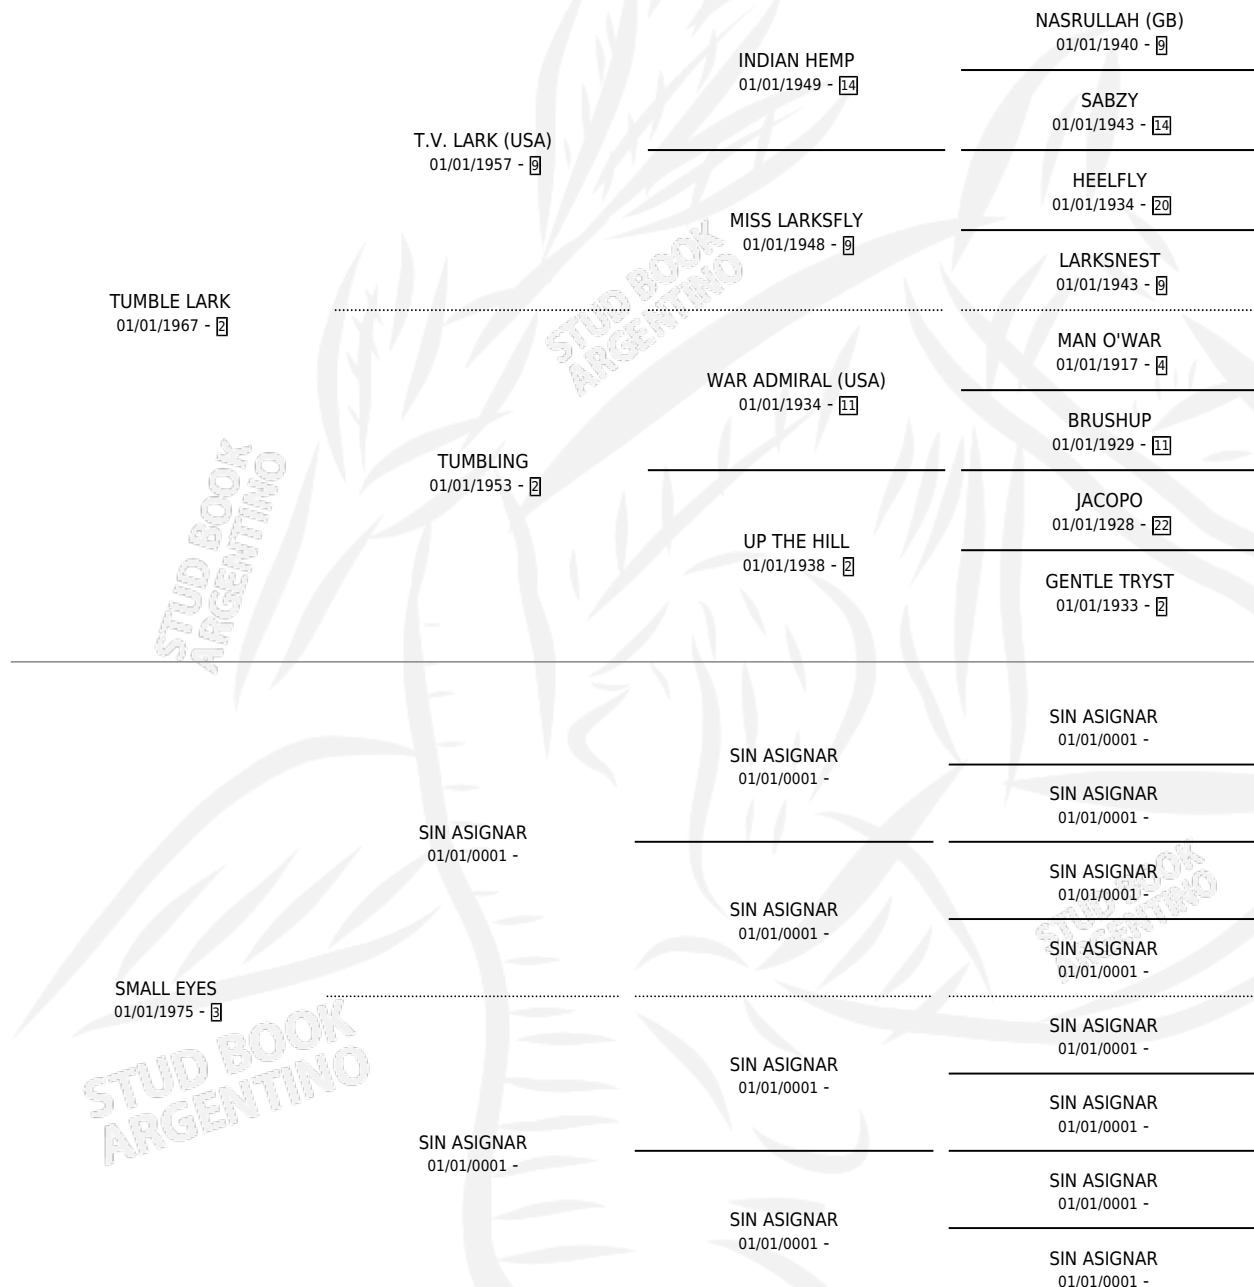 TUMBLE LARK
01/01/1967 - 2
T.V. LARK (USA)
01/01/1957 - 9
TUMBLING
01/01/1953 - 2
INDIAN HEMP
01/01/1949 - 14
MISS LARKSFLY
01/01/1948 - 9
WAR ADMIRAL (USA)
01/01/1934 - 11
UP THE HILL
01/01/1938 - 2
NASRULLAH (GB)
01/01/1940 - 9
SABZY
01/01/1943 - 14
HEELFLY
01/01/1934 - 20
LARKSNEST
01/01/1943 - 9
MAN O'WAR
01/01/1917 - 4
BRUSHUP
01/01/1929 - 11
JACOPO
01/01/1928 - 22
GENTLE TRYST
01/01/1933 - 2
SMALL EYES
01/01/1975 - 3
SIN ASIGNAR
01/01/0001 -
SIN ASIGNAR
01/01/0001 -
SIN ASIGNAR
01/01/0001 -
SIN ASIGNAR
01/01/0001 -
SIN ASIGNAR
01/01/0001 -
SIN ASIGNAR
01/01/0001 -
SIN ASIGNAR
01/01/0001 -
SIN ASIGNAR
01/01/0001 -
SIN ASIGNAR
01/01/0001 -
SIN ASIGNAR
01/01/0001 -
SIN ASIGNAR
01/01/0001 -
SIN ASIGNAR
01/01/0001 -
SIN ASIGNAR
01/01/0001 -
SIN ASIGNAR
01/01/0001 -
STUD BOOK
ARGENTINO
STUD BOOK
ARGENTINO
STUD BOOK
ARGENTINO
STUD BOOK
ARGENTINO